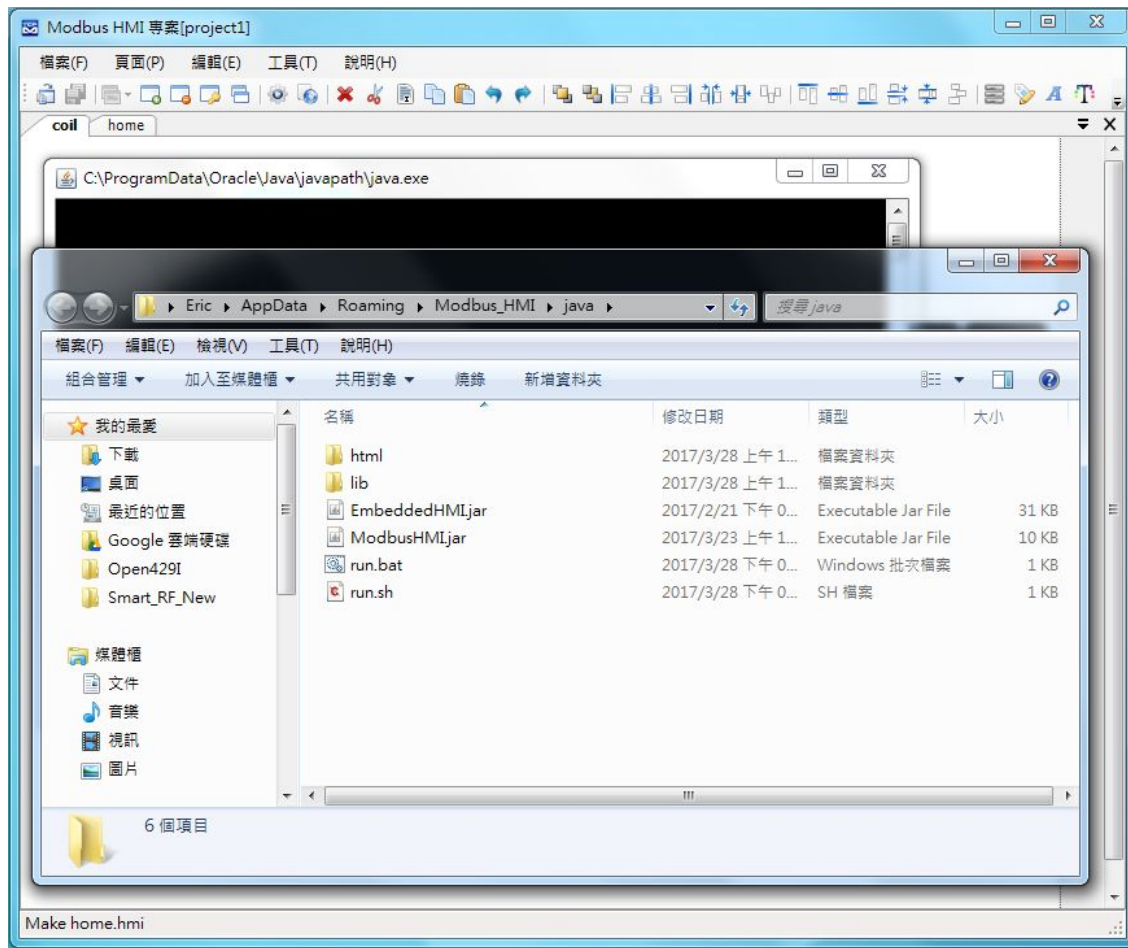 Modbus HMI 專案[project1]
檔案(F) 頁面(P) 編輯(E) 工具(T) 說明(H)
coil home
C:\ProgramData\Oracle\Java\javapath\java.exe
Eric AppData Roaming Modbus_HMI java 搜尋 java
檔案(F) 編輯(E) 檢視(V) 工具(T) 說明(H)
組合管理 加入至媒體櫃 共用對象 燒錄 新增資料夾
名稱 修改日期 類型 大小
我的最愛
下載
桌面
最近的位置
Google 雲端硬碟
Open429I
Smart_RF_New
媒體櫃
文件
音樂
視訊
圖片
html 2017/3/28 上午 1... 檔案資料夾
lib 2017/3/28 上午 1... 檔案資料夾
EmbeddedHMI.jar 2017/2/21 下午 0... Executable Jar File 31 KB
ModbusHMI.jar 2017/3/23 上午 1... Executable Jar File 10 KB
run.bat 2017/3/28 下午 0... Windows 批次檔案 1 KB
run.sh 2017/3/28 下午 0... SH 檔案 1 KB
6 個項目
Make home.hmi